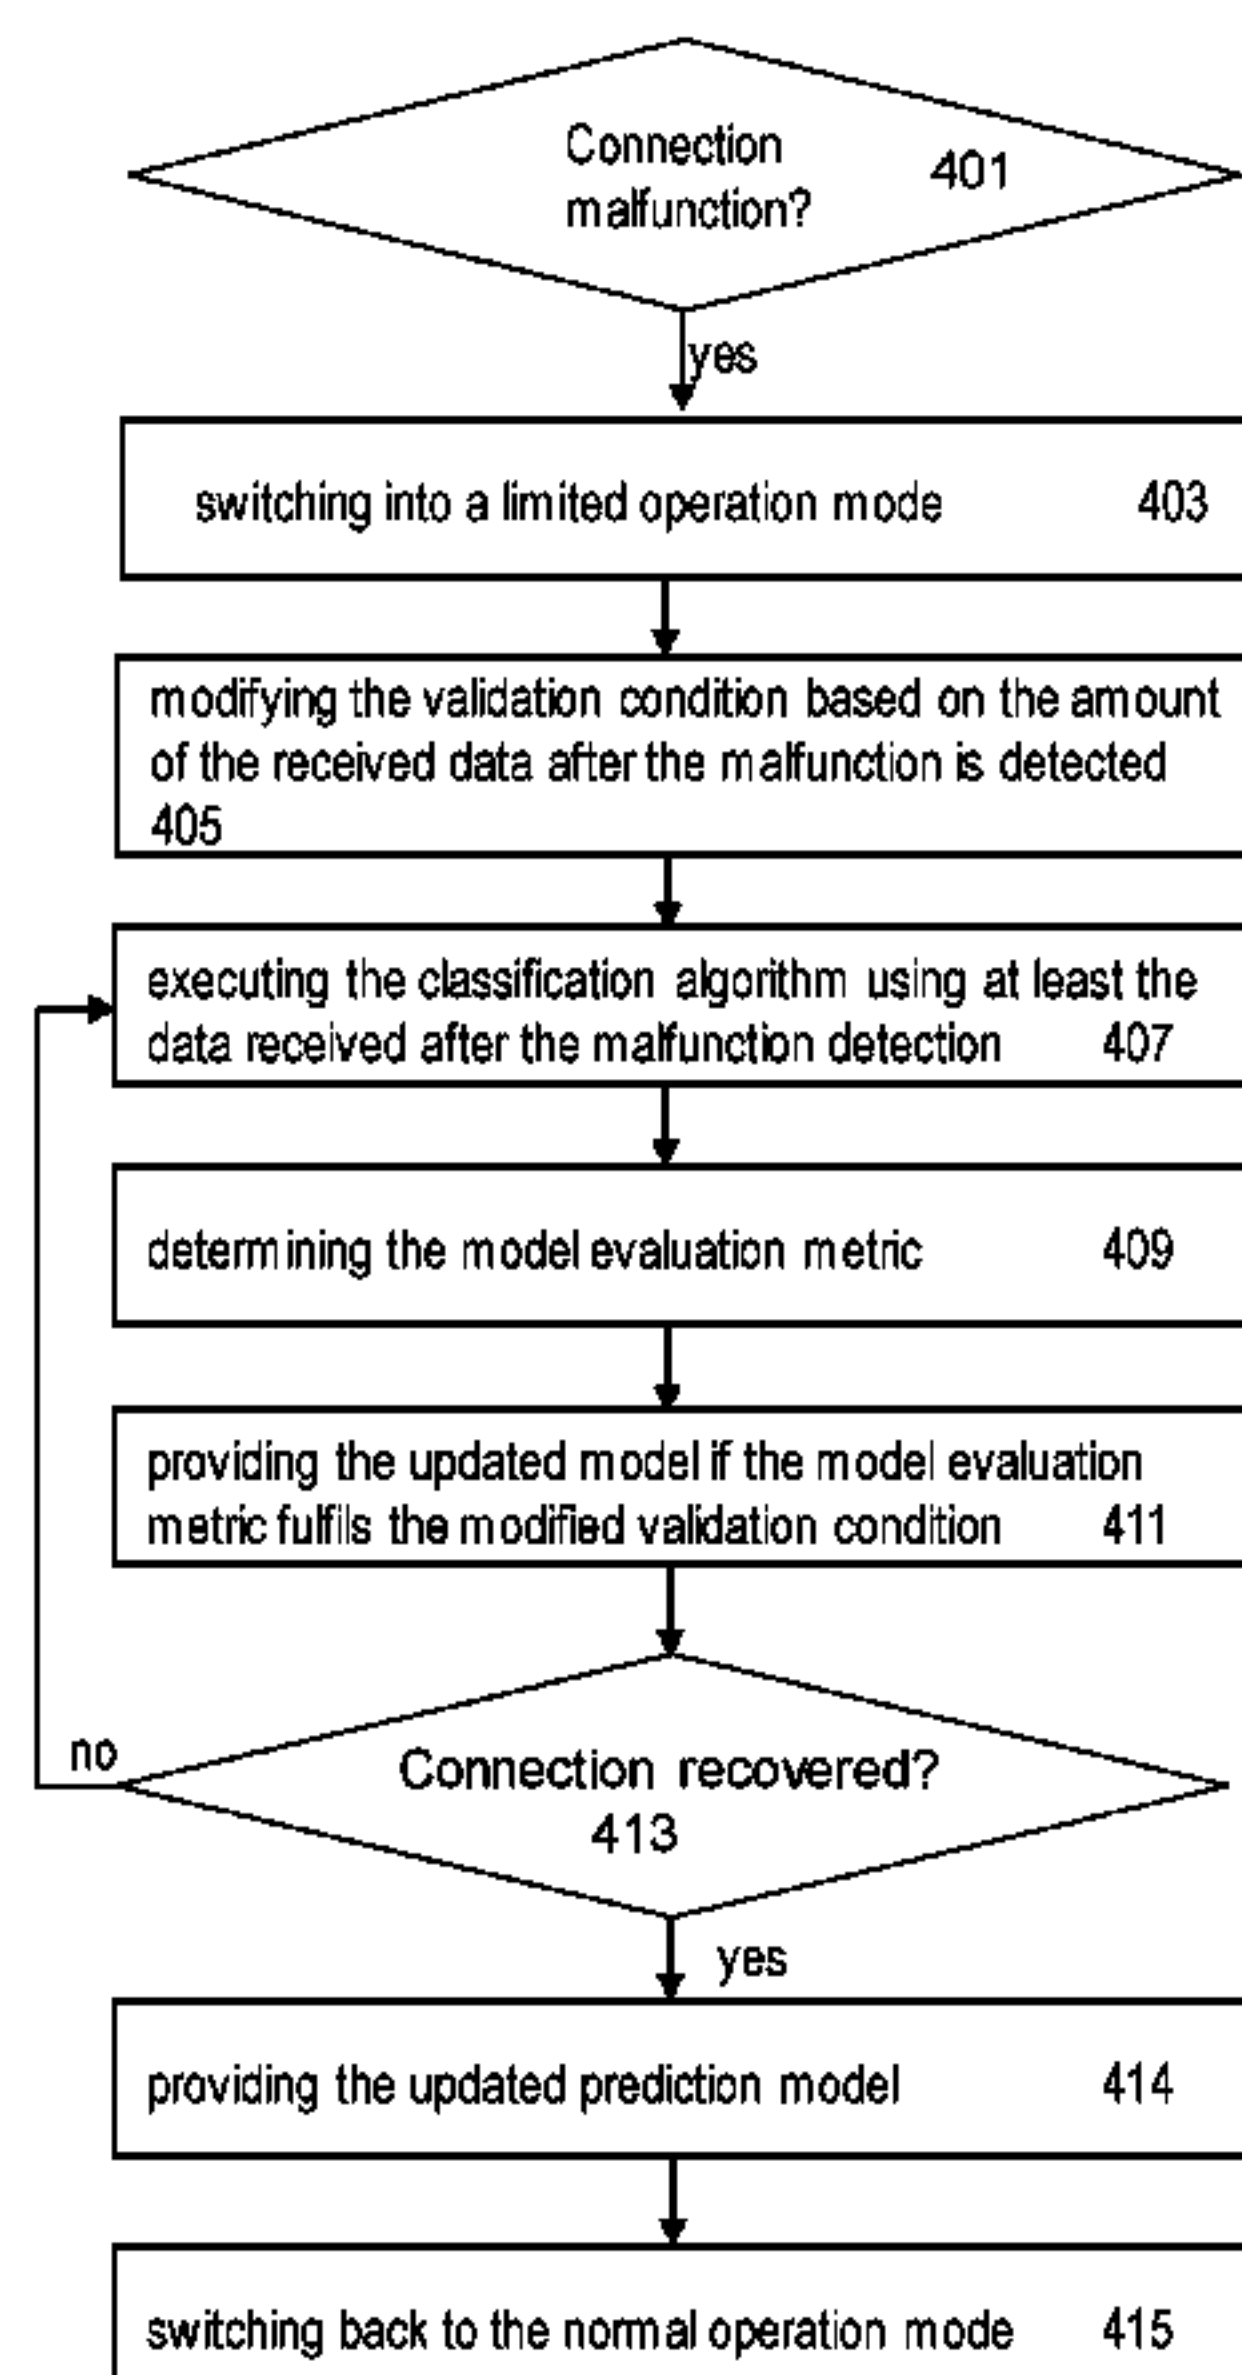 Connection 401
malfunction?
yes
switching into a limited operation mode 403
modifying the validation condition based on the amount
of the received data after the malfunction is detected
405
executing the classification algorithm using at least the
data received after the malfunction detection 407
determining the model evaluation metric 409
providing the updated model if the model evaluation
metric fulfils the modified validation condition 411
no
Connection recovered?
413
yes
providing the updated prediction model 414
switching back to the normal operation mode 415